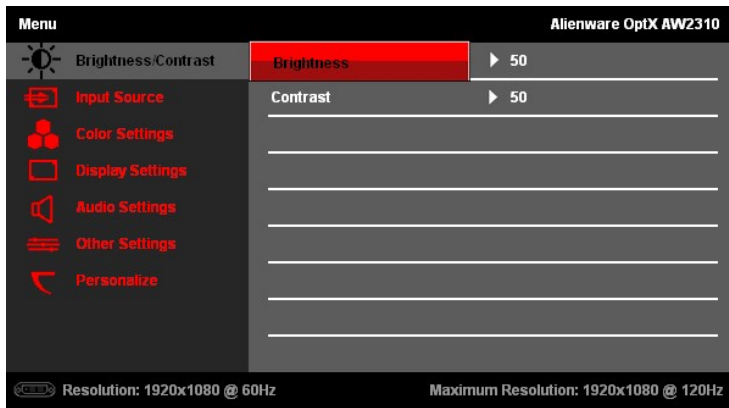 Menu Alienware OptX AW2310
Brightness/Contrast Brightness 50
Input Source Contrast 50
Color Settings
Display Settings
Audio Settings
Other Settings
Personalize
Resolution: 1920x1080 @ 60Hz Maximum Resolution: 1920x1080 @ 120Hz